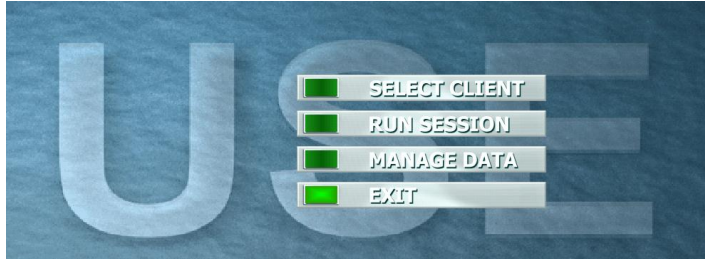 USE
SELECT CLIENT
RUN SESSION
MANAGE DATA
EXIT